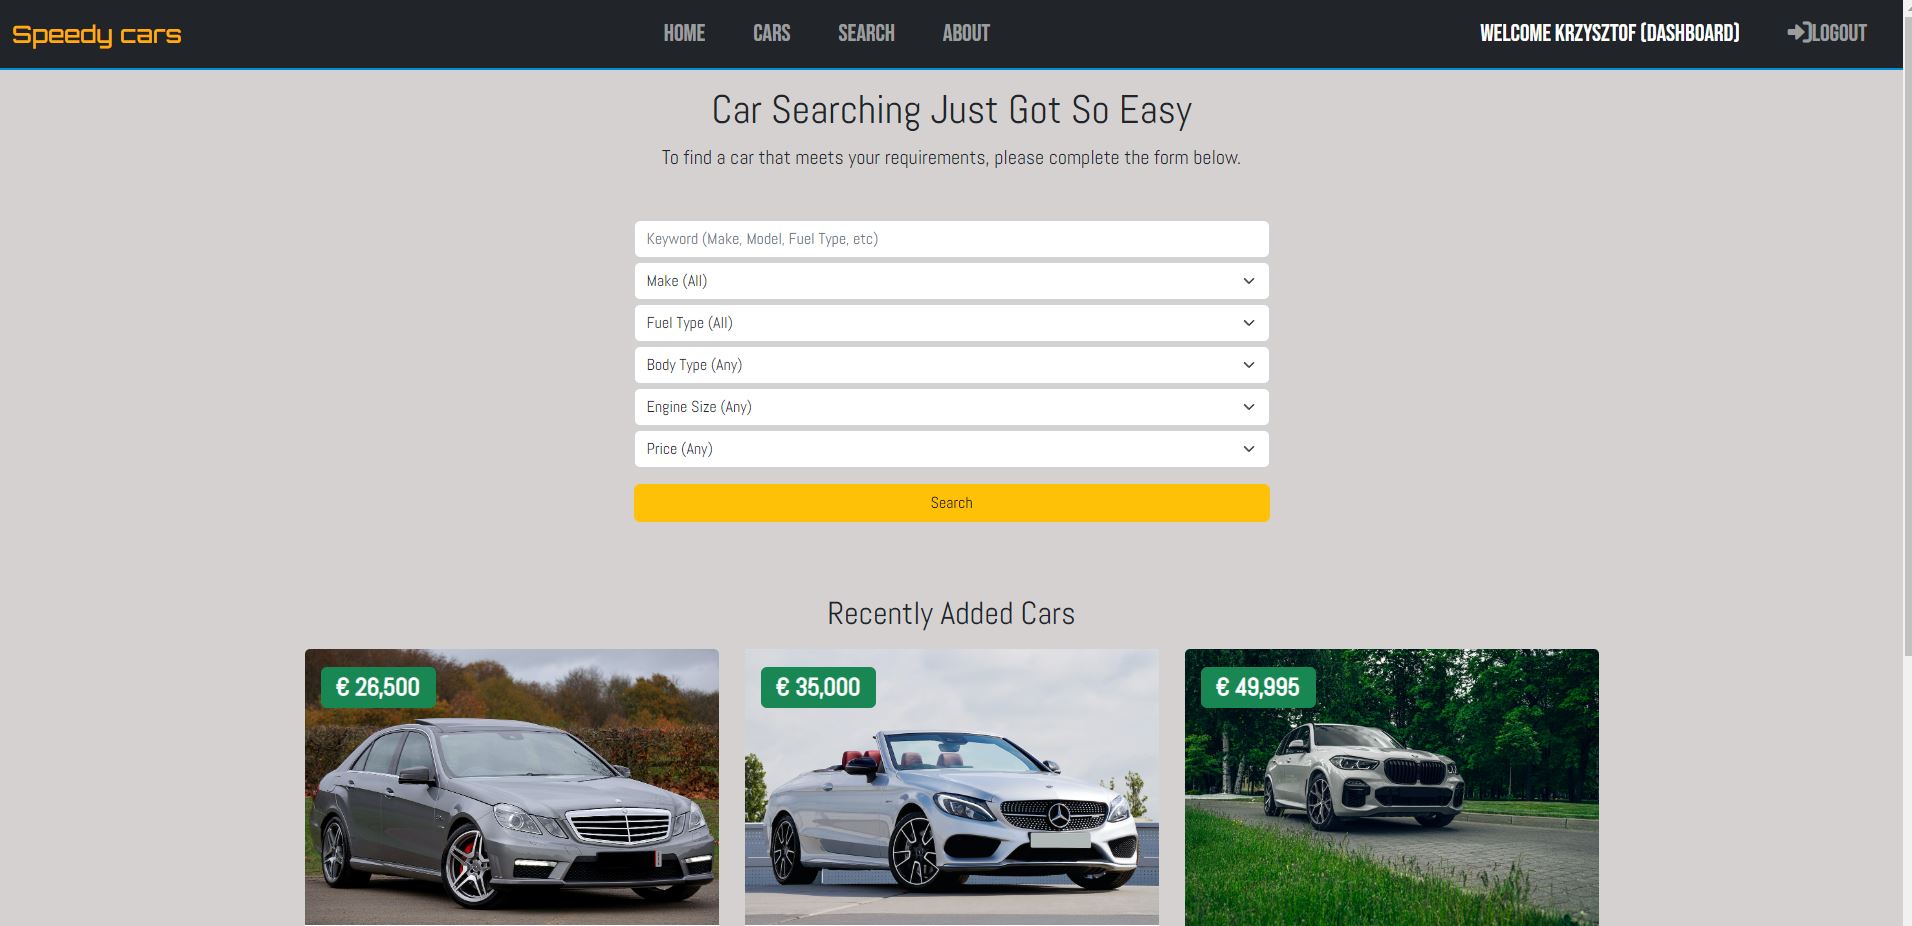 Speedy cars
HOME
CARS
SEARCH
ABOUT
WELCOME KRZYSZTOF (DASHBOARD)
LOGOUT
Car Searching Just Got So Easy
To find a car that meets your requirements, please complete the form below.
Keyword (Make, Model, Fuel Type, etc)
Make (All)
Fuel Type (All)
Body Type (Any)
Engine Size (Any)
Price (Any)
Search
Recently Added Cars
€ 26,500
€ 35,000
€ 49,995